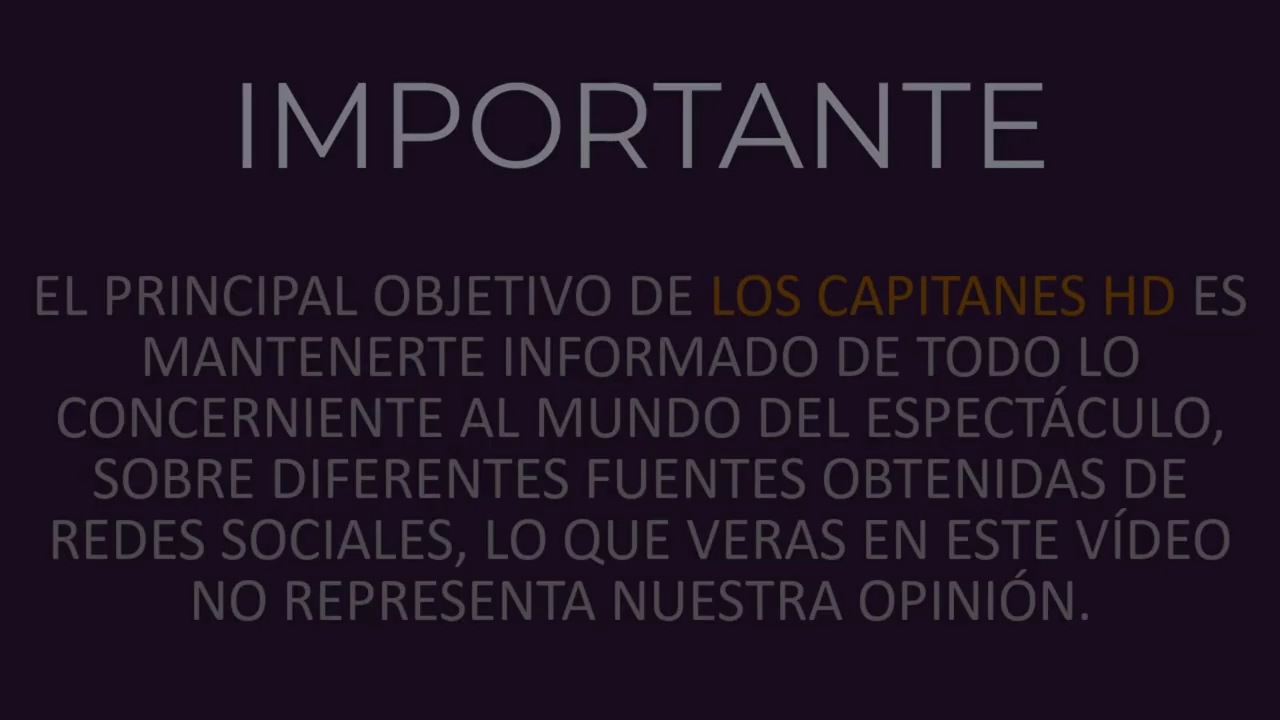 IMPORTANTE
EL PRINCIPAL OBJETIVO DE LOS CAPITANES HD ES
MANTENERTE INFORMADO DE TODO LO
CONCERNIENTE AL MUNDO DEL ESPECTÁCULO,
SOBRE DIFERENTES FUENTES OBTENIDAS DE
REDES SOCIALES, LO QUE VERAS EN ESTE VÍDEO
NO REPRESENTA NUESTRA OPINIÓN.